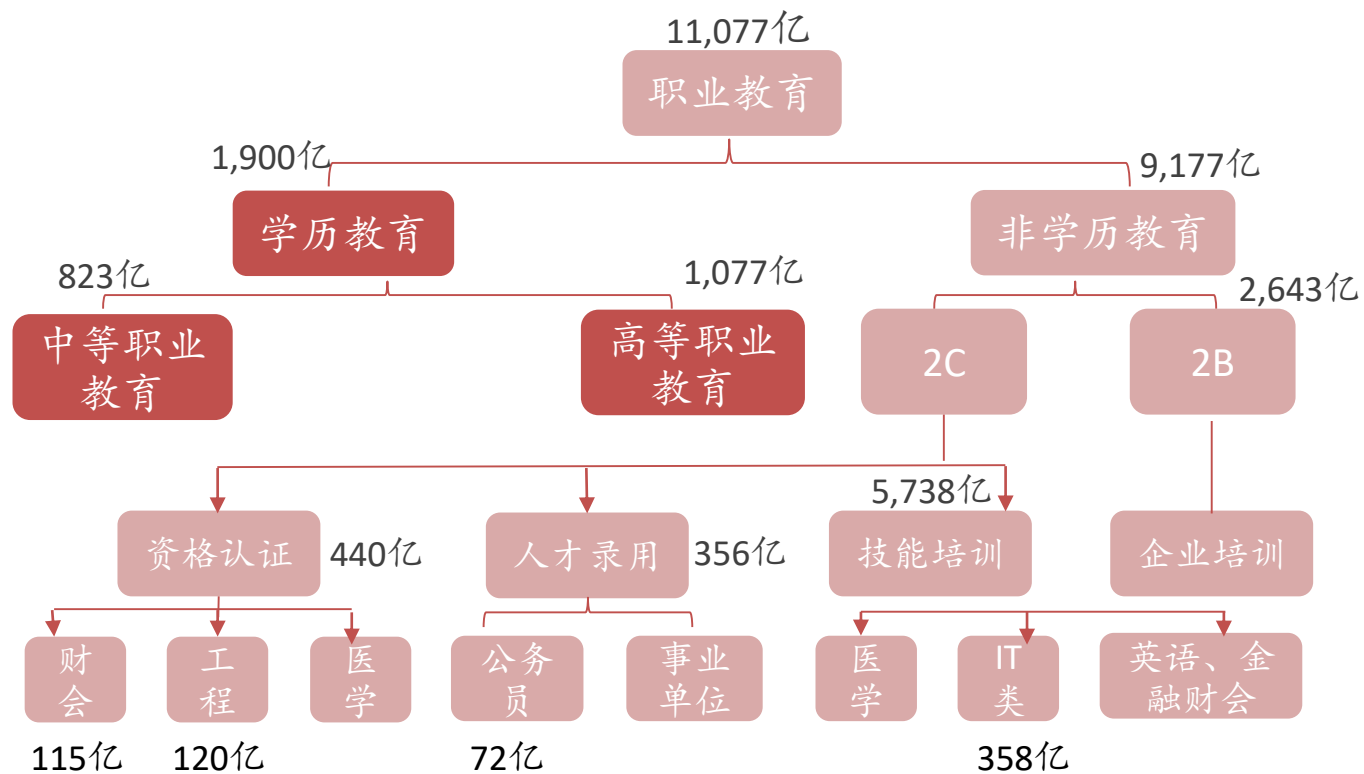 11,077亿
职业教育
1,900亿
9,177亿
学历教育
非学历教育
823亿
1,077亿
2,643亿
中等职业
教育
高等职业
教育
2C
2B
5,738亿
资格认证
440亿
人才录用
356亿
技能培训
企业培训
财
会
工
程
医
学
公务
员
事业
单位
医
学
IT
类
英语、金
融财会
115亿
120亿
72亿
358亿